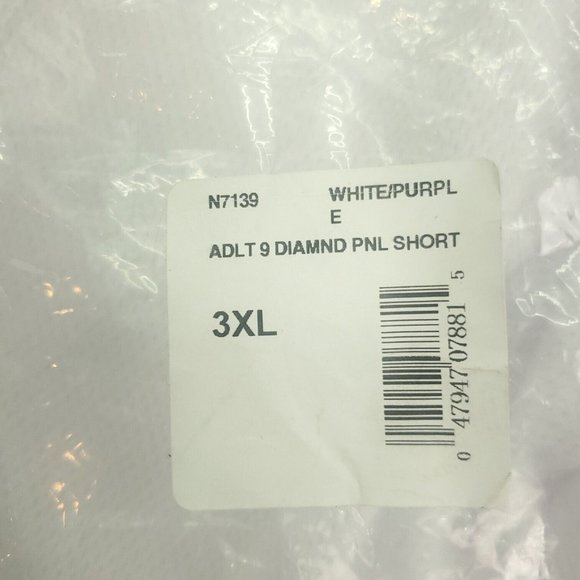 N7139 WHITE/PURPL
E
ADLT 9 DIAMND PNL SHORT
3XL
0 47947 07881 5